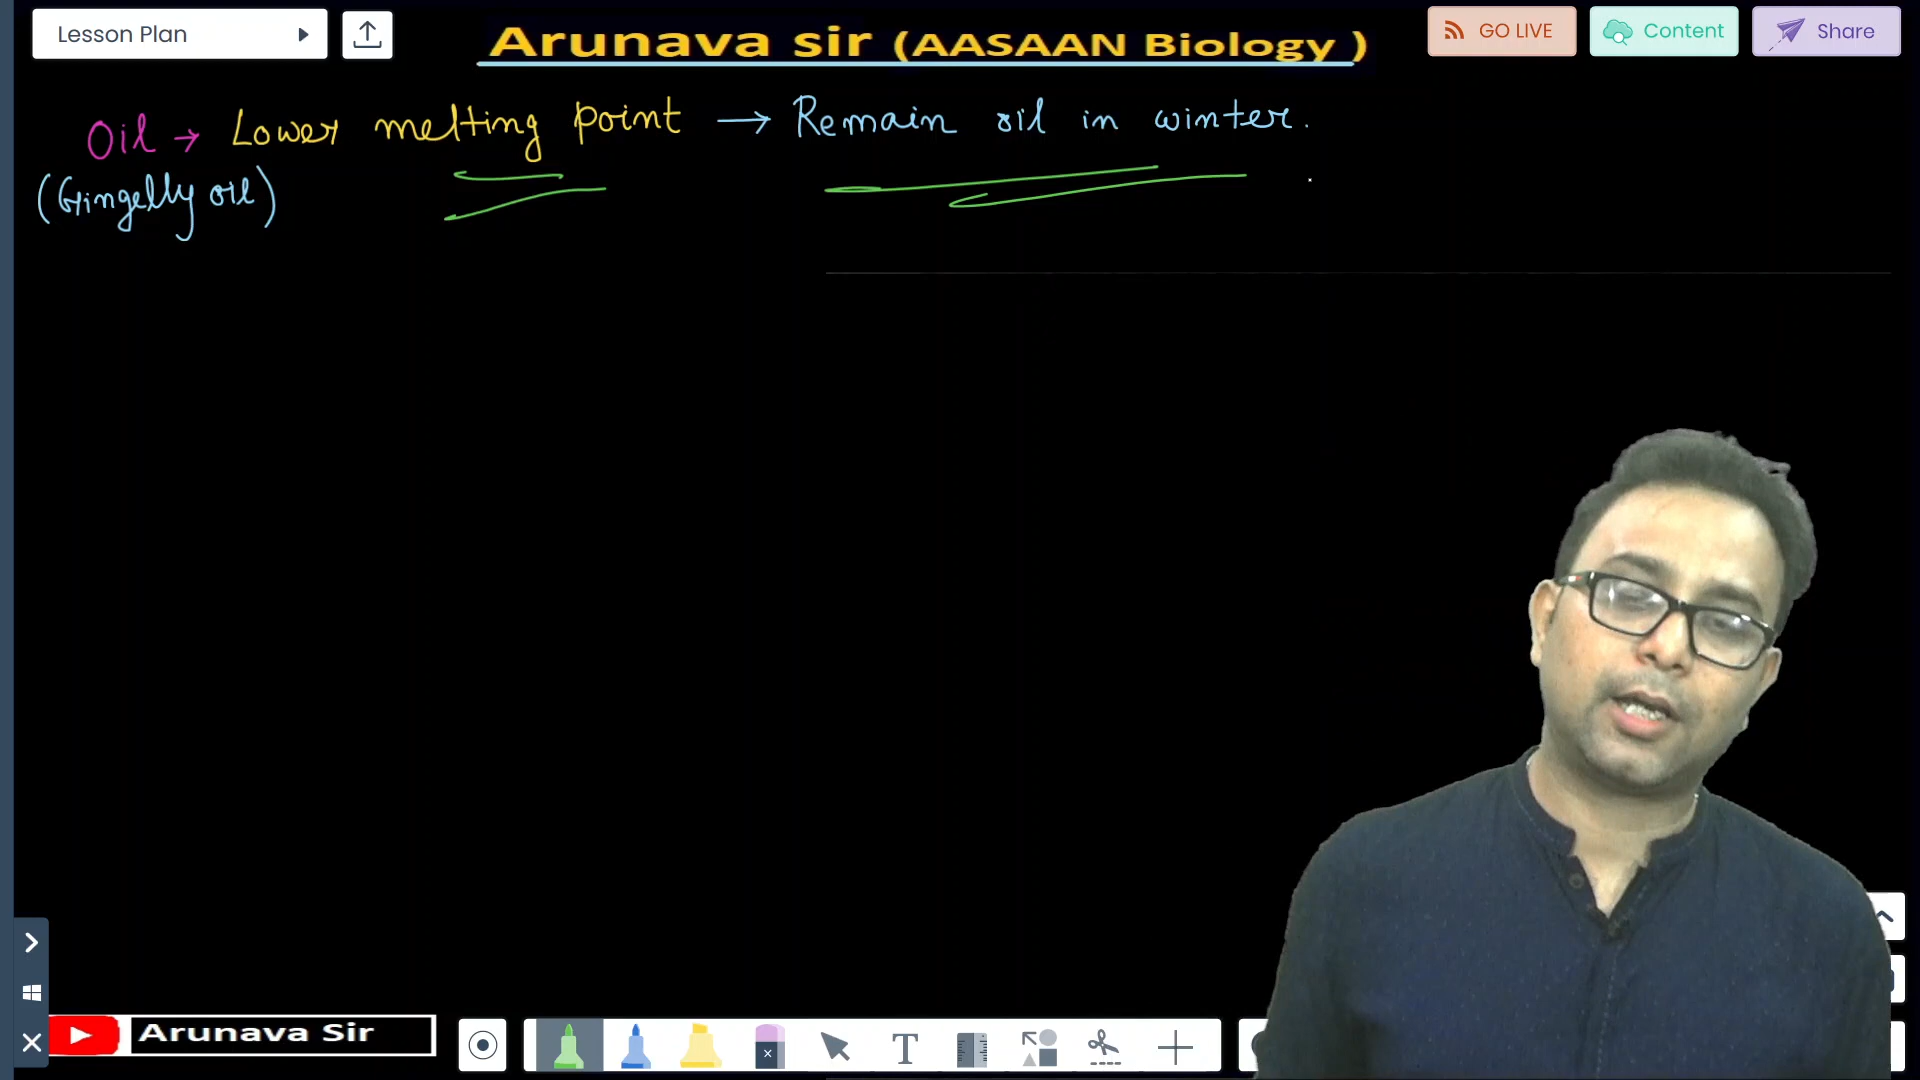 Lesson Plan
Arunava sir (AASAAN Biology )
GO LIVE
Content
Share
Oil → Lower melting point → Remain oil in winter.
(Gingelly oil)
Arunava Sir
T